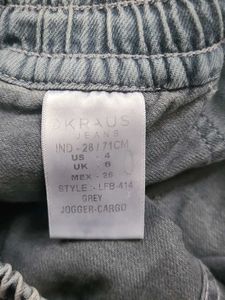 KRAUS
JEANS
IND - 28 / 71CM
US - 4
UK - 8
MEX - 26
STYLE :- LFB-414
GREY
JOGGER-CARGO